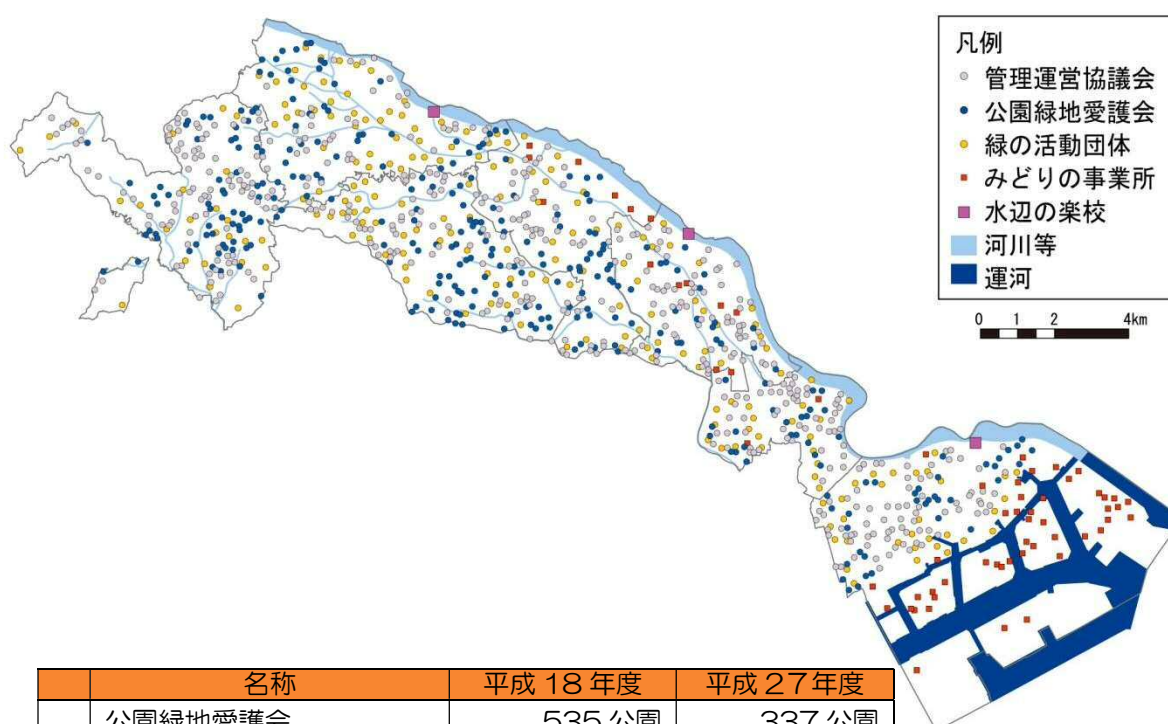 凡例
管理運営協議会
公園緑地愛護会
緑の活動団体
みどりの事業所
水辺の楽校
河川等
運河
0 1 2 4km
名称 平成18年度 平成27年度
公園緑地愛護会 535公園 337公園